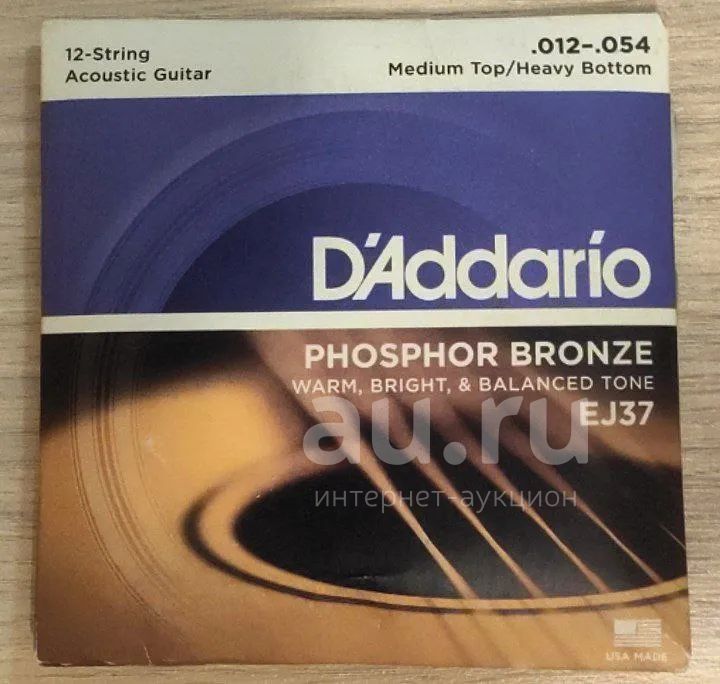 12-String
Acoustic Guitar
.012–.054
Medium Top/Heavy Bottom
D'Addario
PHOSPHOR BRONZE
WARM, BRIGHT, & BALANCED TONE
EJ37
au.ru
интернет-аукцион
USA MADE